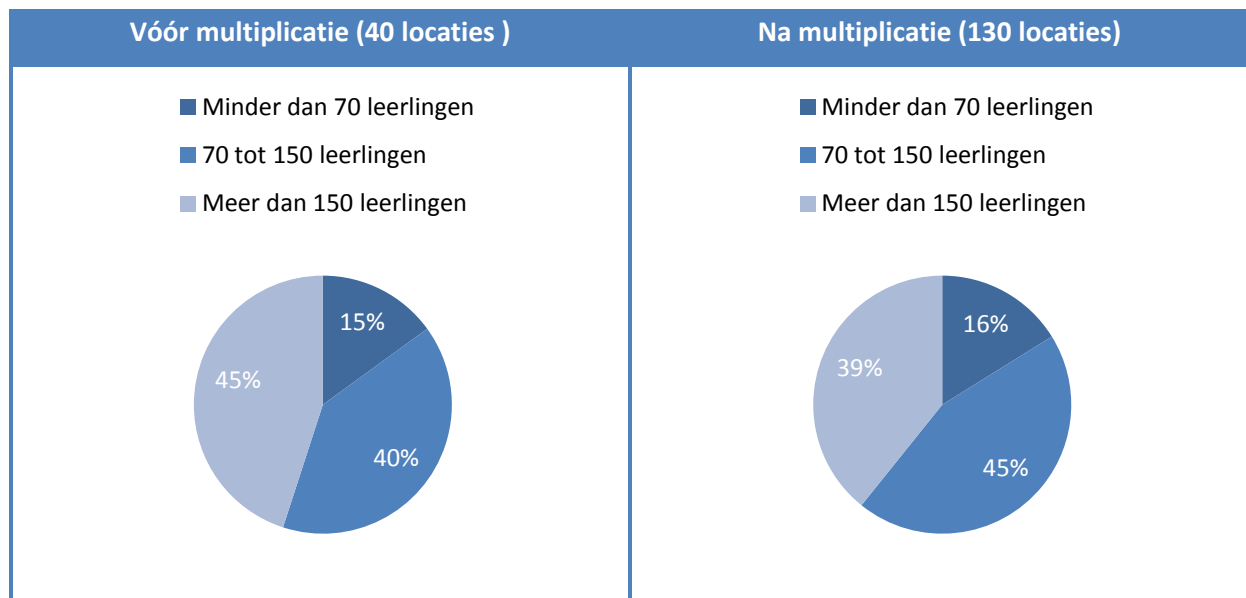 Vóór multiplicatie (40 locaties )
Minder dan 70 leerlingen
70 tot 150 leerlingen
Meer dan 150 leerlingen
15%
45%
40%
Na multiplicatie (130 locaties)
Minder dan 70 leerlingen
70 tot 150 leerlingen
Meer dan 150 leerlingen
16%
39%
45%